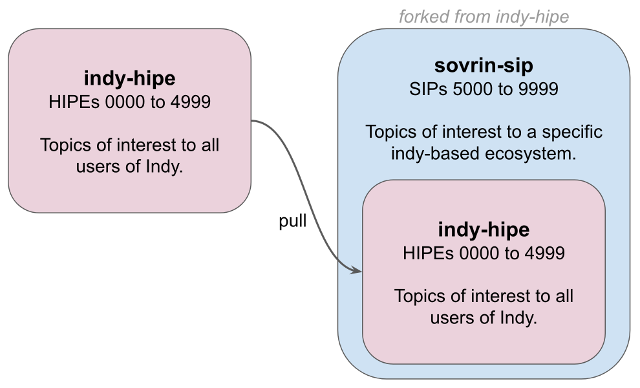 forked from indy-hipe
indy-hipe
HIPEs 0000 to 4999
Topics of interest to all
users of Indy.
pull
sovrin-sip
SIPs 5000 to 9999
Topics of interest to a specific
indy-based ecosystem.
indy-hipe
HIPEs 0000 to 4999
Topics of interest to all
users of Indy.